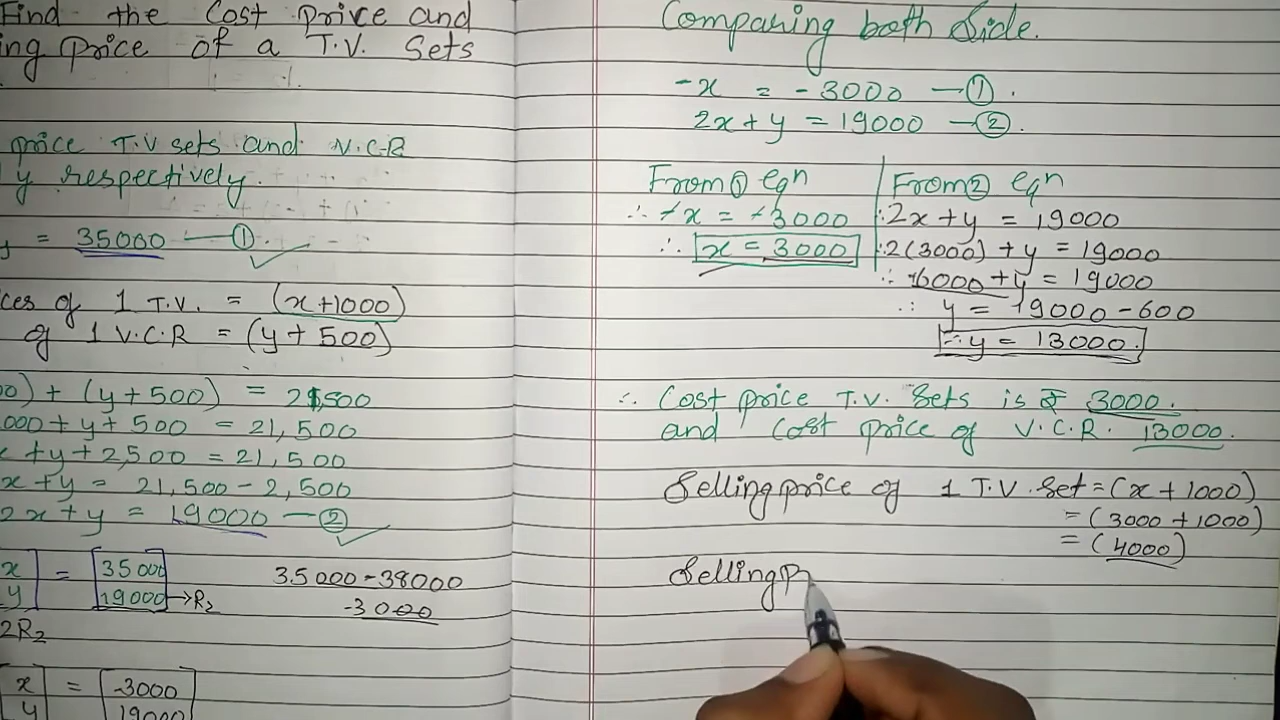 Find the Cost Price and
ing Price of a T.V. Sets
price T.V sets and V.C.R
y respectively.
y = 35000 — ①.
ces of 1 T.V. = (x+1000)
of 1 V.C.R = (y+500)
00) + (y+500) = 21500
000 + y + 500 = 21,500
x + y + 2,500 = 21,500
x + y = 21,500 - 2,500
2x + y = 19000 — ②
x = 35000 35000 - 38000
y 19000 → R₂ -3000
2R₂
x = -3000
y 19000
Comparing both Side.
-x = -3000 — ①.
2x + y = 19000 — ②.
From ① eqn
∴ -x = -3000
∴ x = 3000
From ② eqn
∴ 2x + y = 19000
∴ 2(3000) + y = 19000
∴ 6000 + y = 19000
∴ y = 19000 - 600
∴ y = 13000.
∴ Cost price T.V. Sets is ₹ 3000.
and Cost price of V.C.R. 13000.
Selling price of 1 T.V. Set = (x + 1000)
= (3000 + 1000)
= (4000)
Selling p